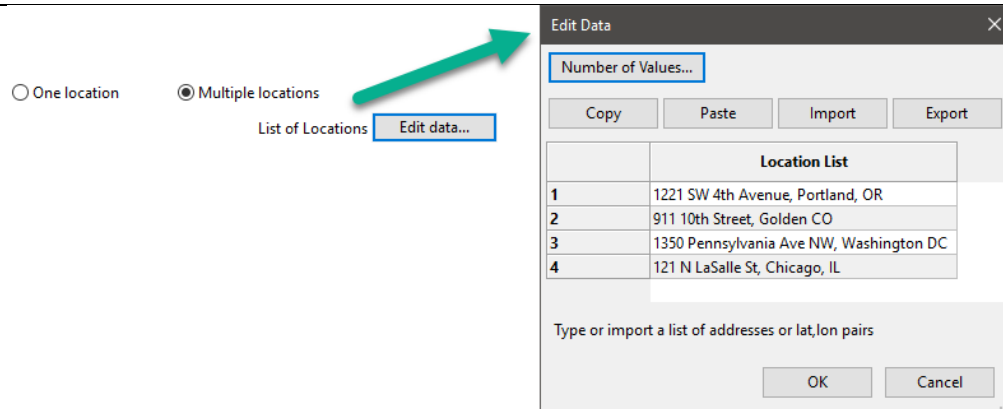 One location
Multiple locations
List of Locations
Edit data...
Edit Data
Number of Values...
Copy
Paste
Import
Export
Location List
1 1221 SW 4th Avenue, Portland, OR
2 911 10th Street, Golden CO
3 1350 Pennsylvania Ave NW, Washington DC
4 121 N LaSalle St, Chicago, IL
Type or import a list of addresses or lat,lon pairs
OK
Cancel